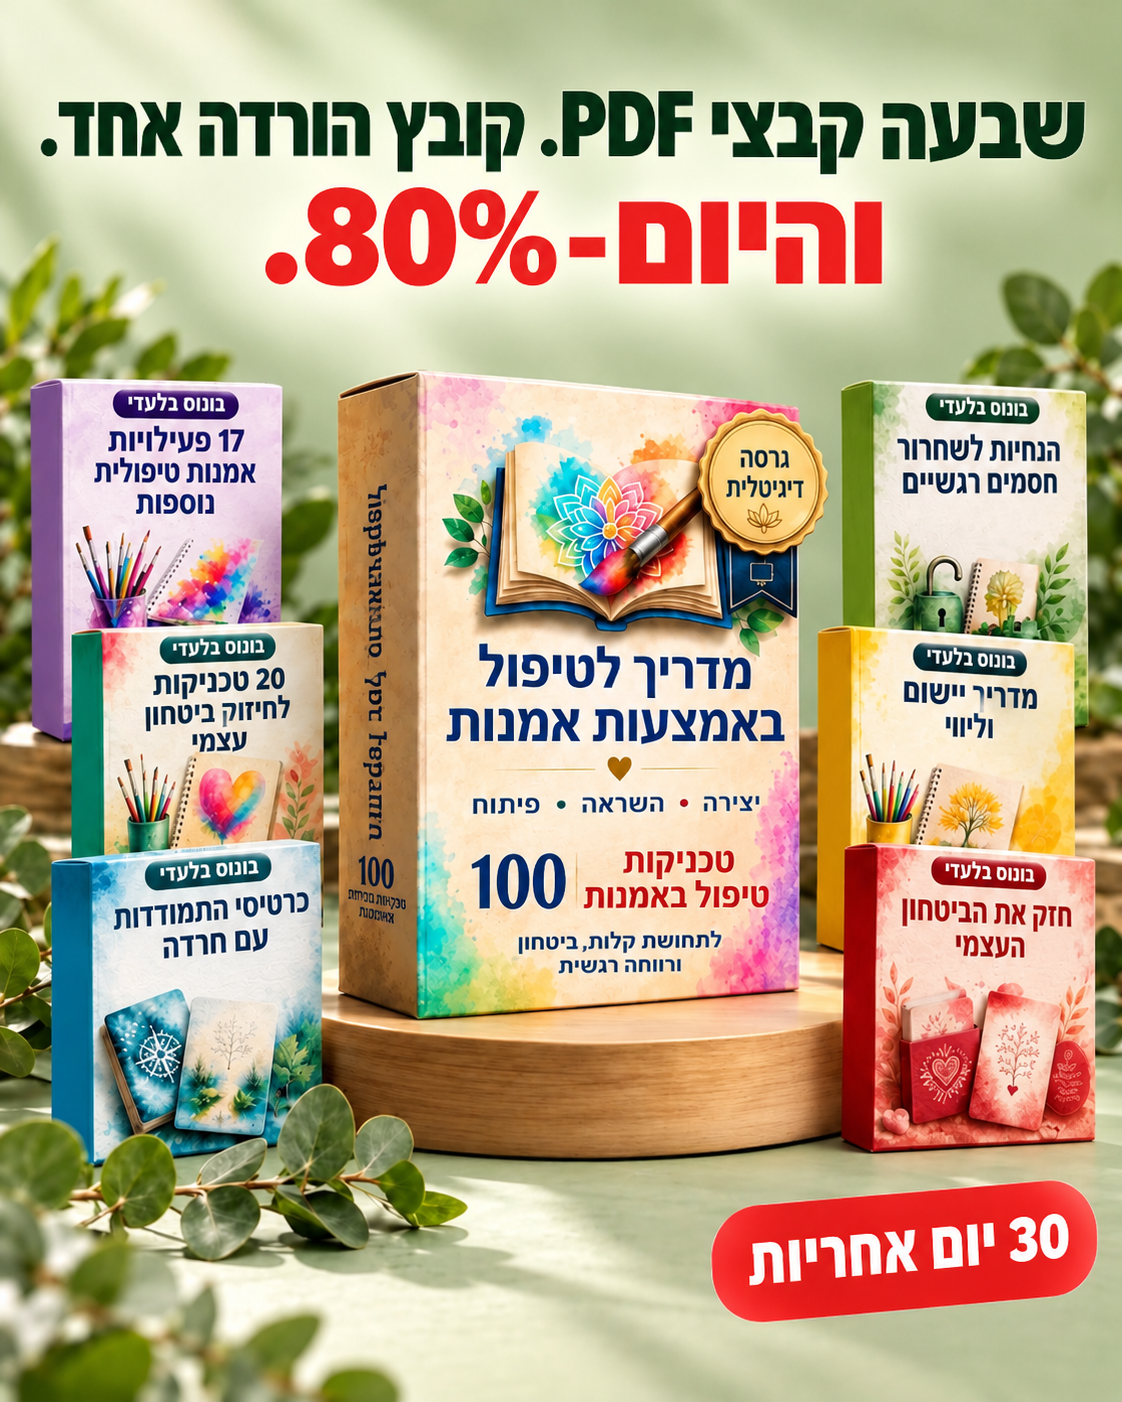 שבעה קבצי PDF. קובץ הורדה אחד.
והיום -80%.
בונוס בלעדי
17 פעילויות
אמנות טיפולית
נוספות
בונוס בלעדי
20 טכניקות
לחיזוק ביטחון
עצמי
בונוס בלעדי
כרטיסי התמודדות
עם חרדה
גרסה
דיגיטלית
מדריך לטיפול
באמצעות אמנות
יצירה • השראה • פיתוח
100
טכניקות
טיפול באמנות
לתחושת קלות, ביטחון
ורווחה רגשית
100
בונוס בלעדי
הנחיות לשחרור
חסמים רגשיים
בונוס בלעדי
מדריך יישום
וליווי
בונוס בלעדי
חזק את הביטחון
העצמי
30 יום אחריות